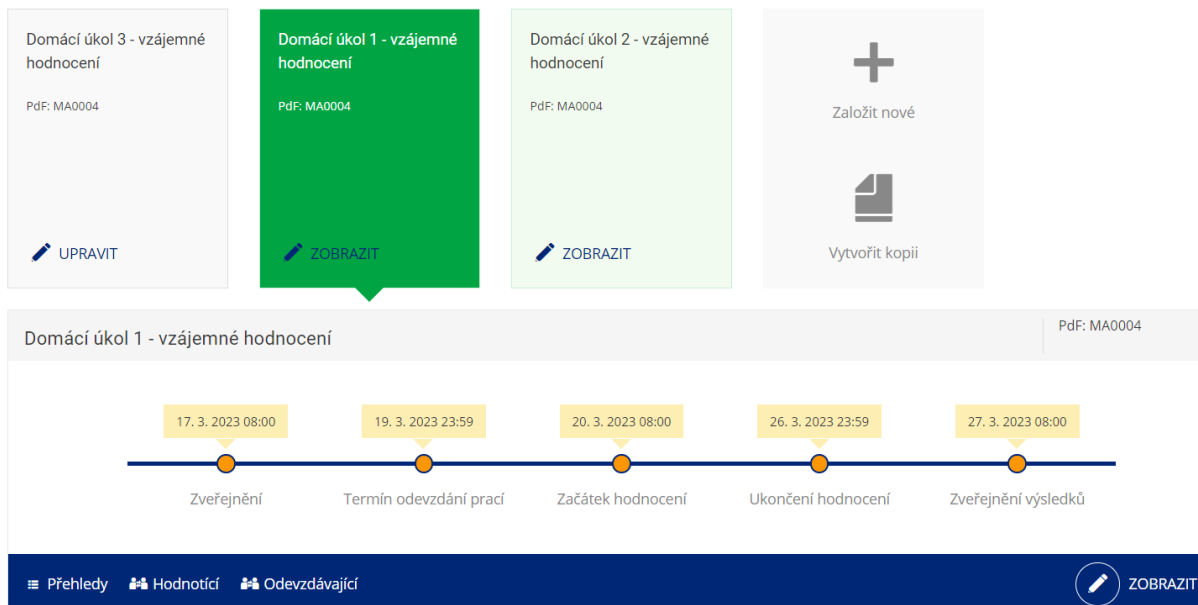 Domácí úkol 3 - vzájemné
hodnocení
PdF: MA0004
UPRAVIT
Domácí úkol 1 - vzájemné
hodnocení
PdF: MA0004
ZOBRAZIT
Domácí úkol 2 - vzájemné
hodnocení
PdF: MA0004
ZOBRAZIT
Založit nové
Vytvořit kopii
Domácí úkol 1 - vzájemné hodnocení
PdF: MA0004
17. 3. 2023 08:00
19. 3. 2023 23:59
20. 3. 2023 08:00
26. 3. 2023 23:59
27. 3. 2023 08:00
Zveřejnění
Termín odevzdání prací
Začátek hodnocení
Ukončení hodnocení
Zveřejnění výsledků
Přehledy
Hodnotící
Odevzdávající
ZOBRAZIT